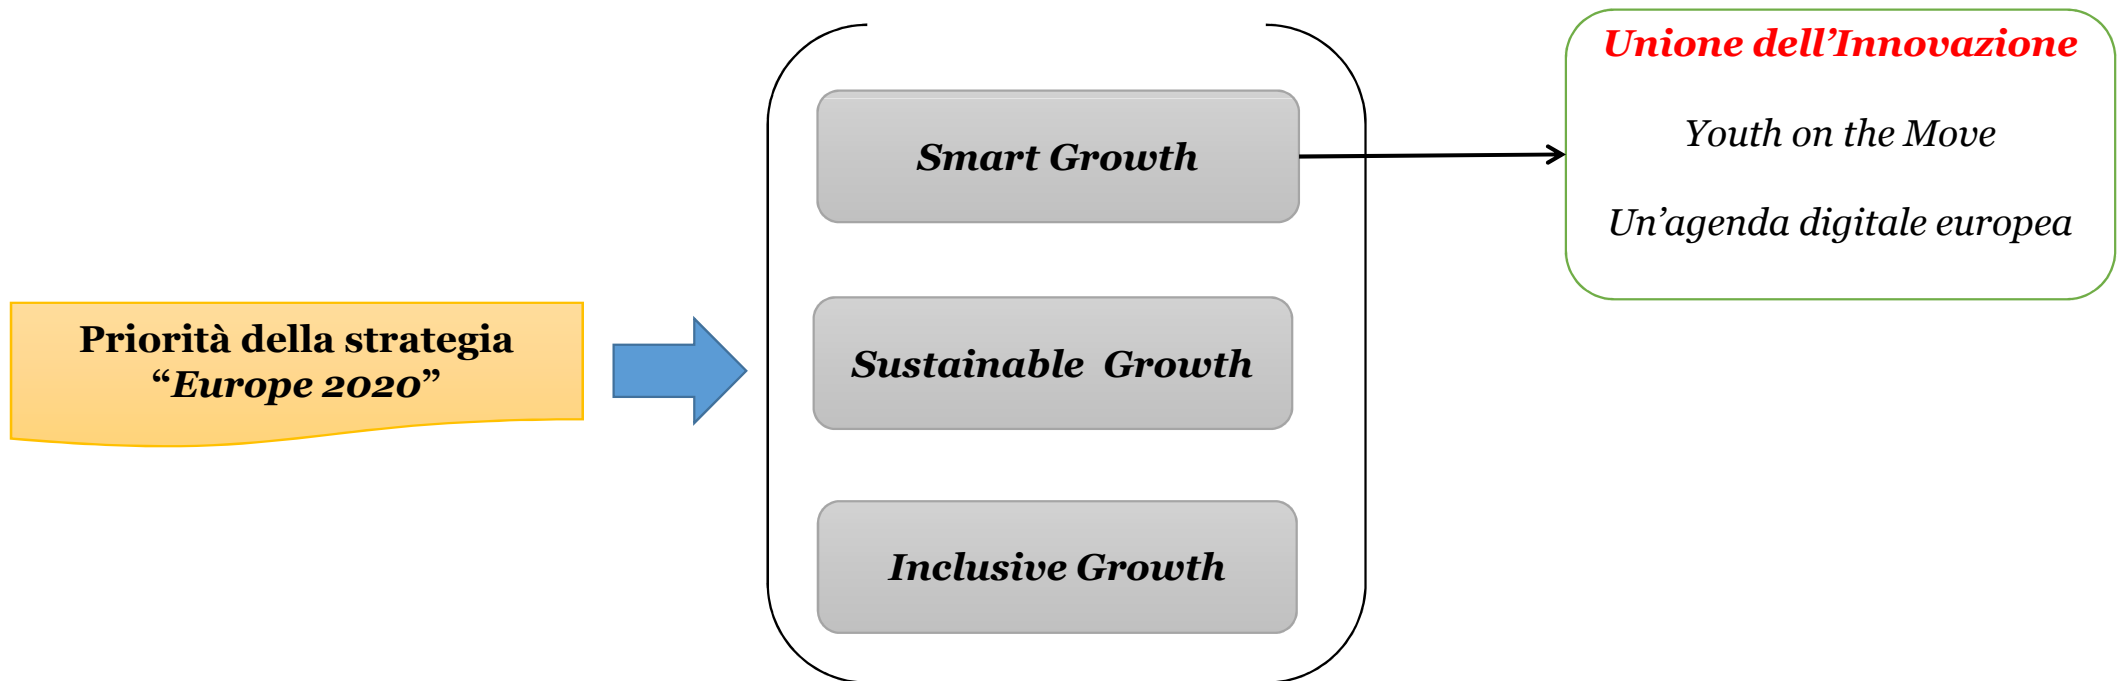 Priorità della strategia
“Europe 2020”
Smart Growth
Sustainable Growth
Inclusive Growth
Unione dell’Innovazione
Youth on the Move
Un’agenda digitale europea